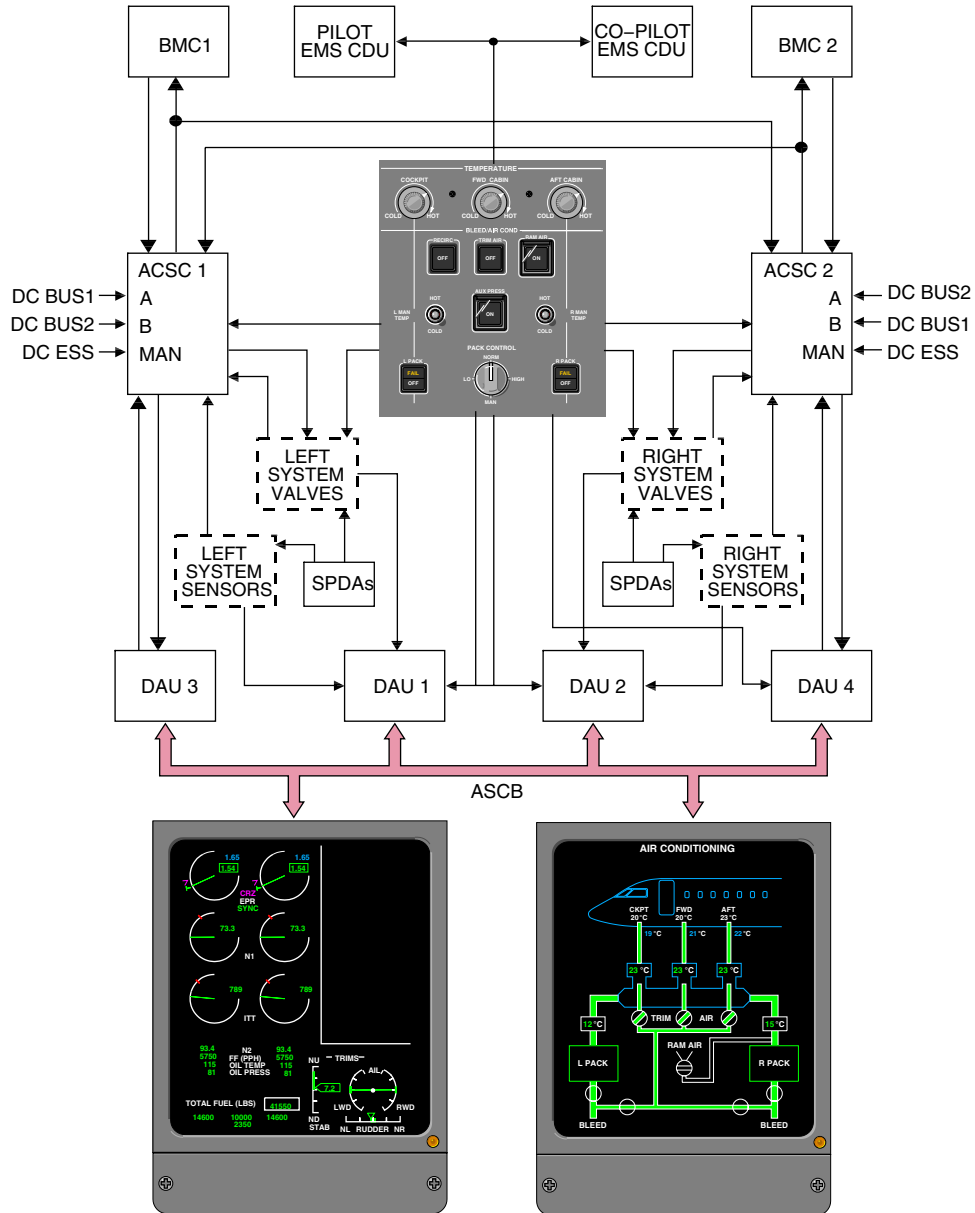 BMC1
PILOT
EMS CDU
CO-PILOT
EMS CDU
BMC 2
TEMPERATURE
COCKPIT
FWD CABIN
AFT CABIN
COLD
HOT
COLD
HOT
COLD
HOT
BLEED/AIR COND
RECIRC
TRIM AIR
RAM AIR
OFF
OFF
ON
AUX PRESS
ON
L MAN
TEMP
HOT
COLD
HOT
COLD
R MAN
TEMP
PACK CONTROL
L PACK
NORM
R PACK
FAIL
OFF
LO
HIGH
MAN
FAIL
OFF
ACSC 1
A
B
MAN
DC BUS1
DC BUS2
DC ESS
ACSC 2
A
B
MAN
DC BUS2
DC BUS1
DC ESS
LEFT
SYSTEM
VALVES
RIGHT
SYSTEM
VALVES
LEFT
SYSTEM
SENSORS
SPDAs
SPDAs
RIGHT
SYSTEM
SENSORS
DAU 3
DAU 1
DAU 2
DAU 4
ASCB
1.65
1.65
1.54
1.54
7
7
CRZ
EPR
SYNC
73.3
73.3
N1
789
789
ITT
93.4 N2 93.4
5750 FF (PPH) 5750
115 OIL TEMP 115
81 OIL PRESS 81
TOTAL FUEL (LBS) 41550
14600 10000 14600
2350
TRIMS
NU
7.2
ND
STAB
AIL
LWD
RWD
NL RUDDER NR
AIR CONDITIONING
CKPT
20°C
FWD
20°C
AFT
23°C
19°C
21°C
22°C
23°C
23°C
23°C
12°C
TRIM
AIR
15°C
RAM AIR
L PACK
R PACK
BLEED
BLEED